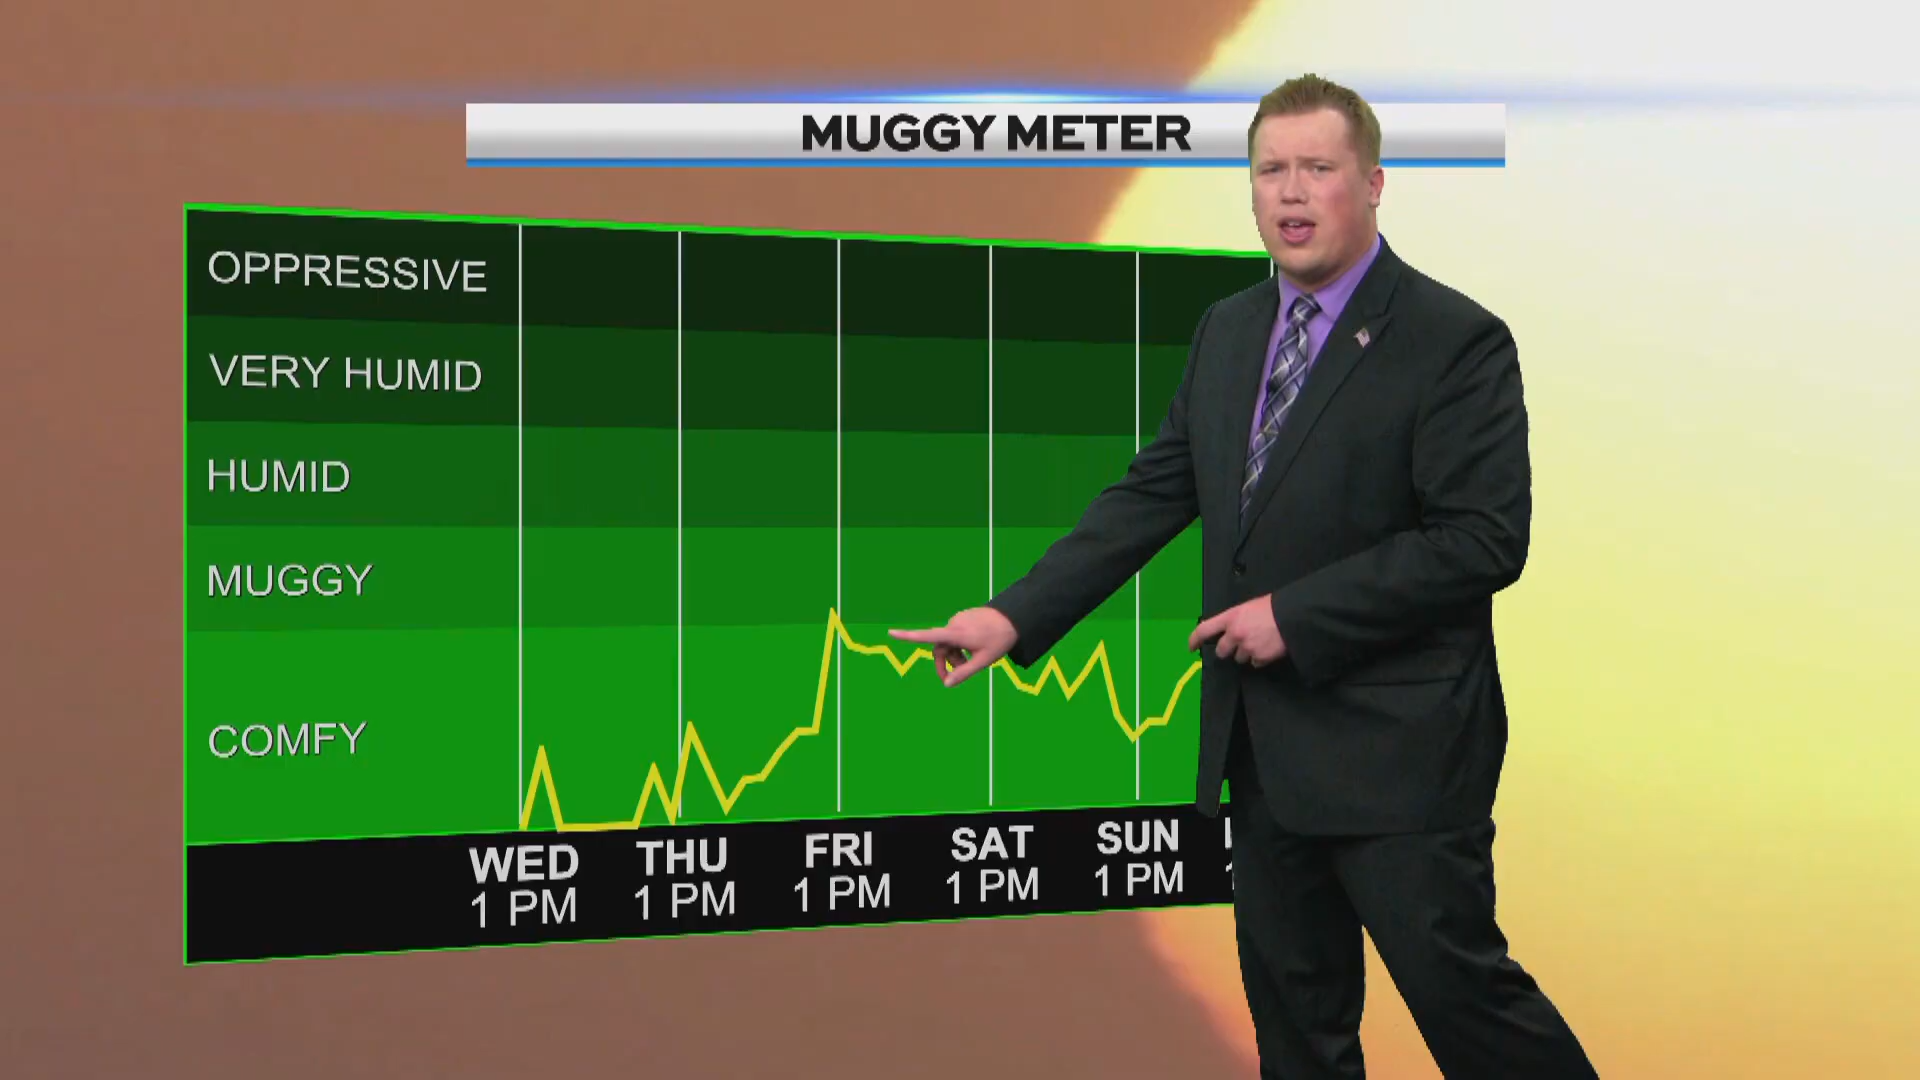 MUGGY METER
OPPRESSIVE
VERY HUMID
HUMID
MUGGY
COMFY
WED THU FRI SAT SUN
1 PM 1 PM 1 PM 1 PM 1 PM